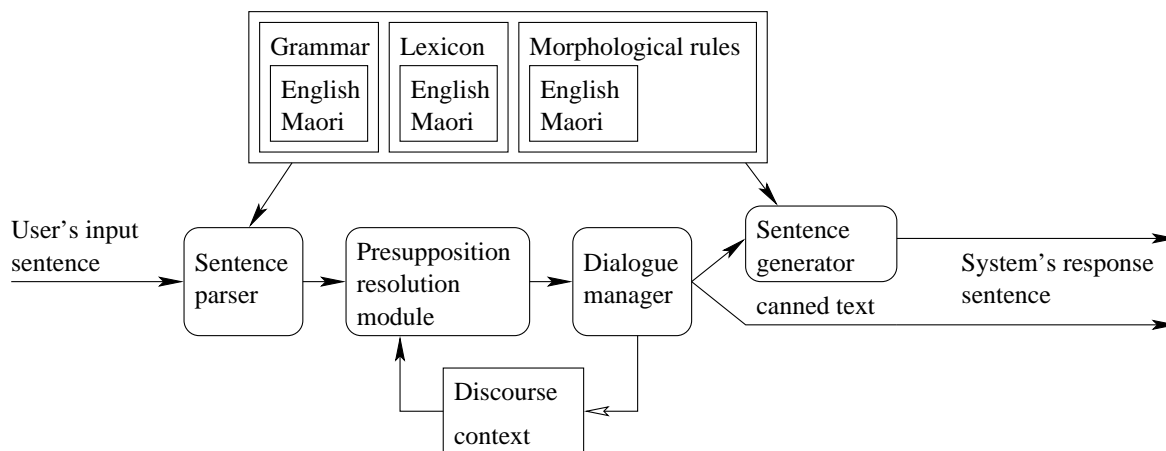 Grammar
English
Maori
Lexicon
English
Maori
Morphological rules
English
Maori
User's input
sentence
Sentence
parser
Presupposition
resolution
module
Dialogue
manager
Sentence
generator
System's response
sentence
canned text
Discourse
context